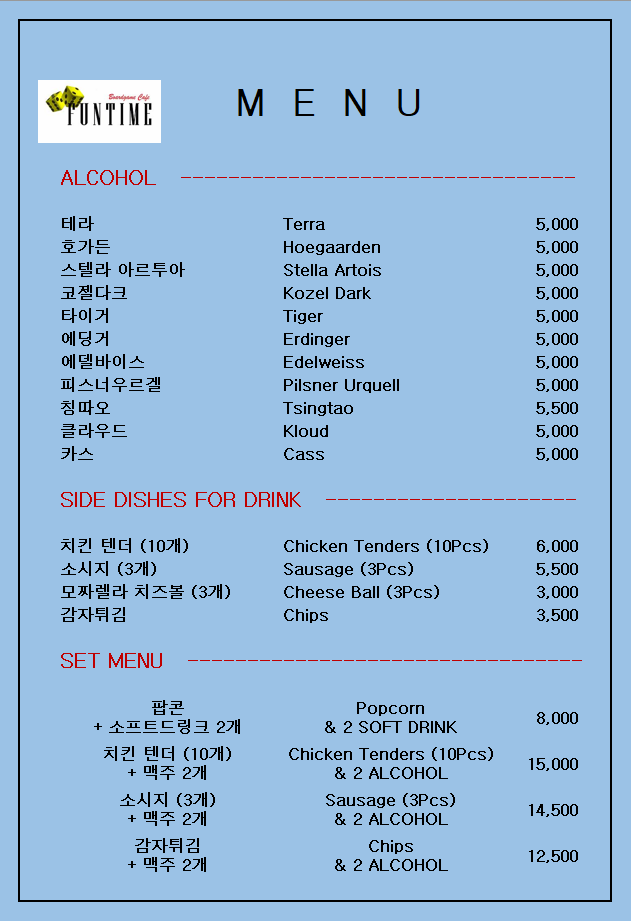 Boardgame Cafe
FUNTIME
MENU
ALCOHOL
테라 Terra 5,000
호가든 Hoegaarden 5,000
스텔라 아르투아 Stella Artois 5,000
코젤다크 Kozel Dark 5,000
타이거 Tiger 5,000
에딩거 Erdinger 5,000
에델바이스 Edelweiss 5,000
피스너우르겔 Pilsner Urquell 5,000
칭따오 Tsingtao 5,500
클라우드 Kloud 5,000
카스 Cass 5,000
SIDE DISHES FOR DRINK
치킨 텐더 (10개) Chicken Tenders (10Pcs) 6,000
소시지 (3개) Sausage (3Pcs) 5,500
모짜렐라 치즈볼 (3개) Cheese Ball (3Pcs) 3,000
감자튀김 Chips 3,500
SET MENU
팝콘 Popcorn
+ 소프트드링크 2개 & 2 SOFT DRINK 8,000
치킨 텐더 (10개) Chicken Tenders (10Pcs)
+ 맥주 2개 & 2 ALCOHOL 15,000
소시지 (3개) Sausage (3Pcs)
+ 맥주 2개 & 2 ALCOHOL 14,500
감자튀김 Chips
+ 맥주 2개 & 2 ALCOHOL 12,500